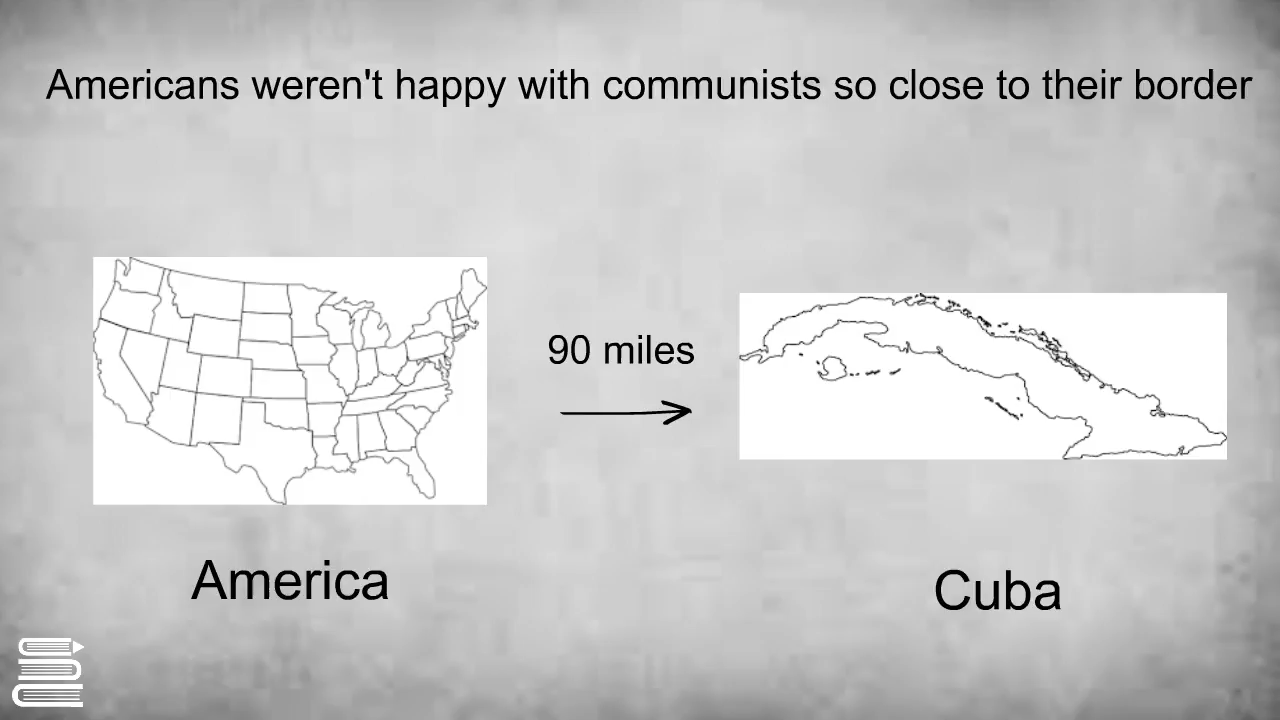 Americans weren't happy with communists so close to their border
90 miles
America
Cuba